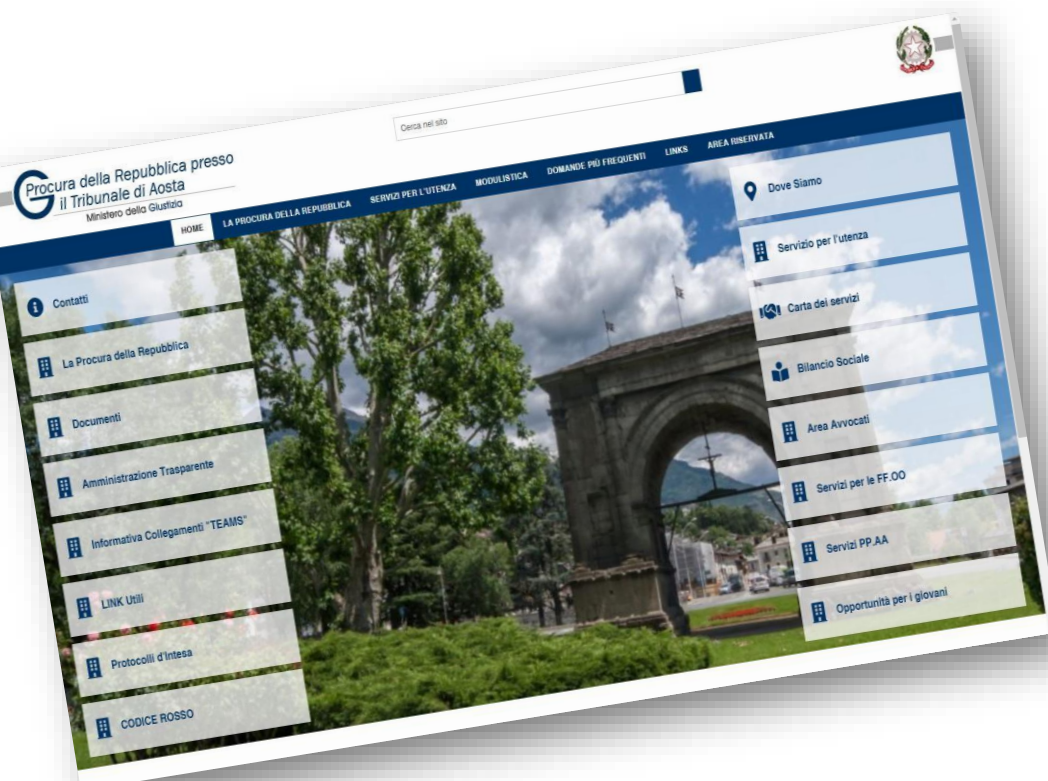 Cerca nel sito
Procura della Repubblica presso
il Tribunale di Aosta
Ministero della Giustizia
HOME LA PROCURA DELLA REPUBBLICA SERVIZI PER L'UTENZA MODULISTICA DOMANDE PIÙ FREQUENTI LINKS AREA RISERVATA
Contatti
La Procura della Repubblica
Documenti
Amministrazione Trasparente
Informativa Collegamenti "TEAMS"
LINK Utili
Protocolli d'Intesa
CODICE ROSSO
Dove Siamo
Servizio per l'utenza
Carta dei servizi
Bilancio Sociale
Area Avvocati
Servizi per le FF.OO
Servizi PP.AA
Opportunità per i giovani